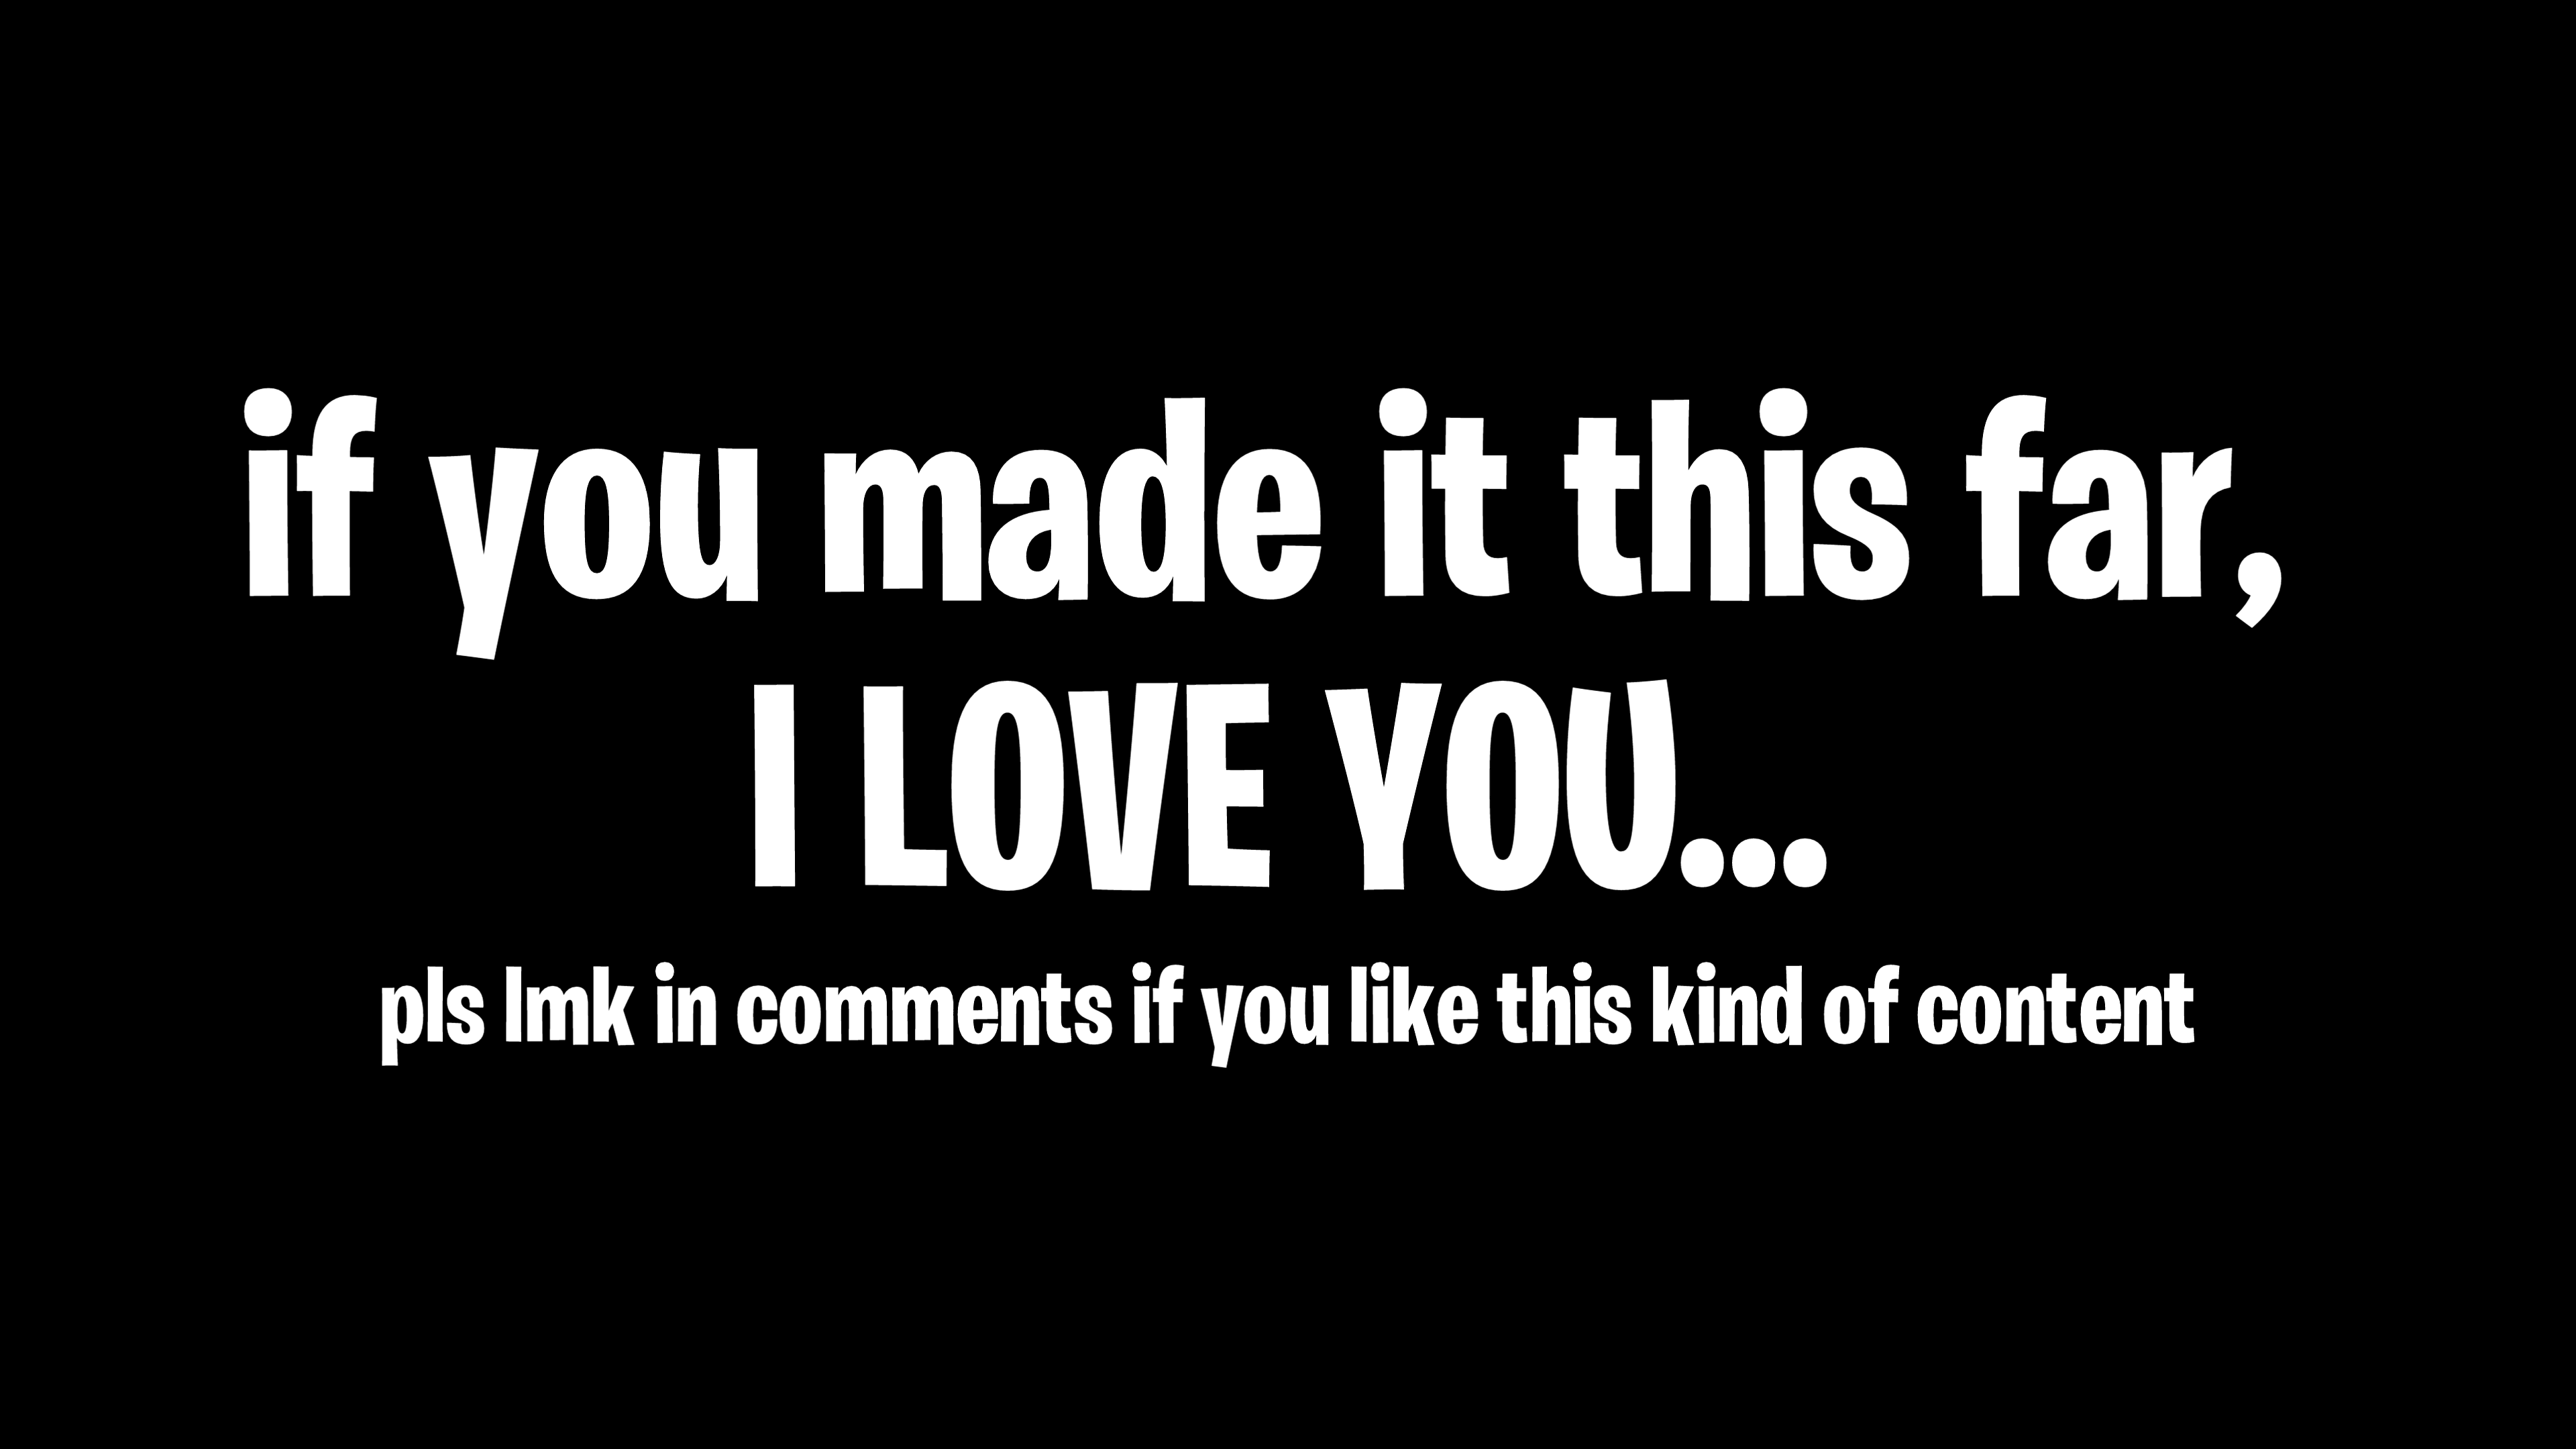 if you made it this far,
I LOVE YOU...
pls lmk in comments if you like this kind of content